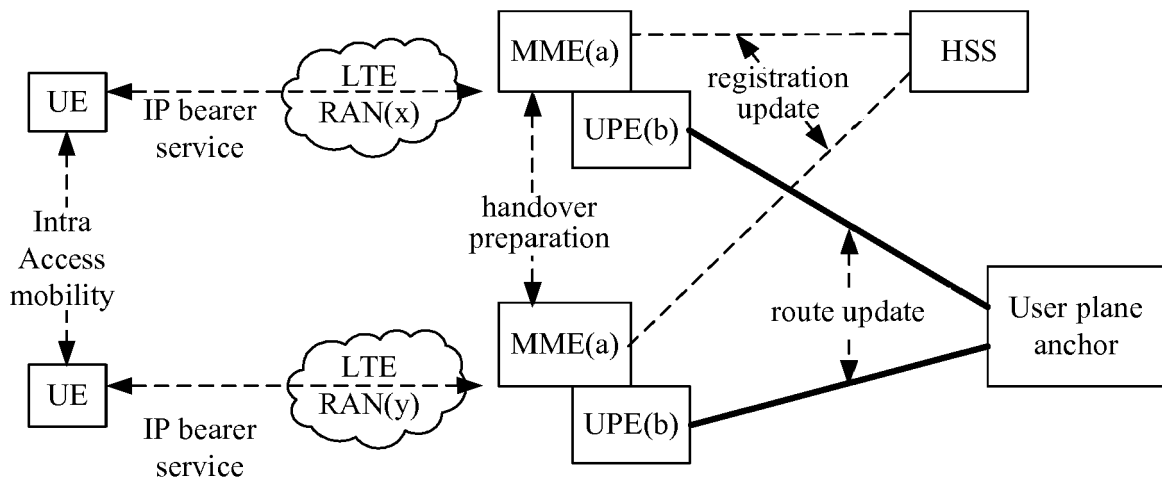 MME(a)
HSS
LTE
RAN(x)
UE
IP bearer
service
registration
update
UPE(b)
handover
preparation
Intra
Access
mobility
User plane
anchor
route update
MME(a)
LTE
RAN(y)
UE
IP bearer
service
UPE(b)